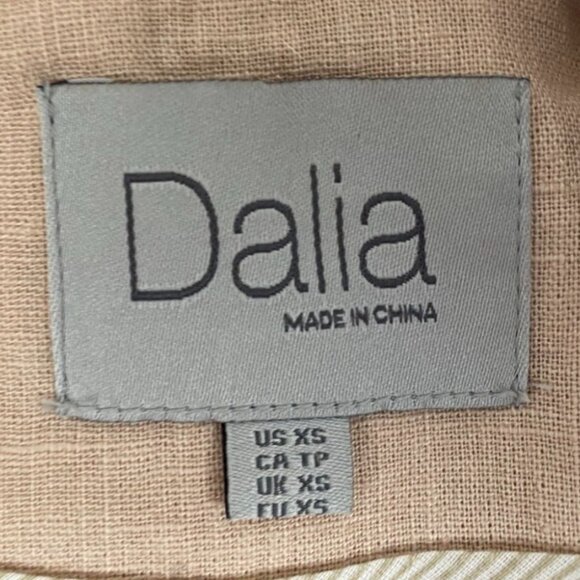 Dalia
MADE IN CHINA
US XS
CA TP
UK XS
EU XS